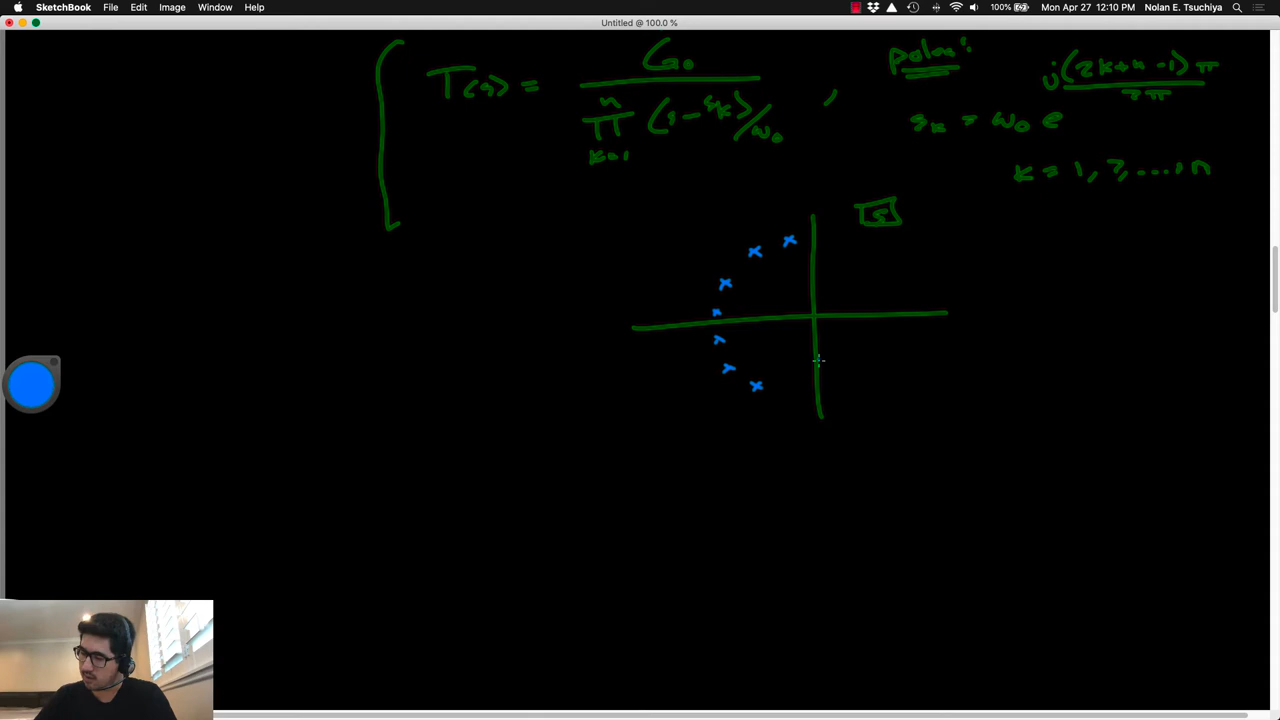 SketchBook File Edit Image Window Help 100% Mon Apr 27 12:10 PM Nolan E. Tsuchiya
Untitled @ 100.0 %
T(s) = G0 / n ∏ k=1 (s - sk)/ω0 , poles:
sk = ω0 e j(2k+n-1)π / 2n
k = 1, 2, ... , n
s